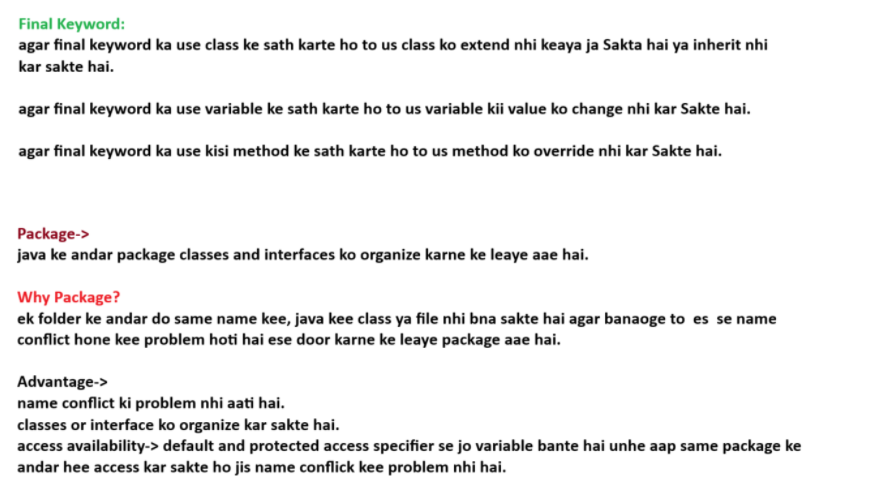 Final Keyword:
agar final keyword ka use class ke sath karte ho to us class ko extend nhi keaya ja Sakta hai ya inherit nhi
kar sakte hai.
agar final keyword ka use variable ke sath karte ho to us variable kii value ko change nhi kar Sakte hai.
agar final keyword ka use kisi method ke sath karte ho to us method ko override nhi kar Sakte hai.
Package->
java ke andar package classes and interfaces ko organize karne ke leaye aae hai.
Why Package?
ek folder ke andar do same name kee, java kee class ya file nhi bna sakte hai agar banaoge to es se name
conflict hone kee problem hoti hai ese door karne ke leaye package aae hai.
Advantage->
name conflict ki problem nhi aati hai.
classes or interface ko organize kar sakte hai.
access availability-> default and protected access specifier se jo variable bante hai unhe aap same package ke
andar hee access kar sakte ho jis name conflick kee problem nhi hai.